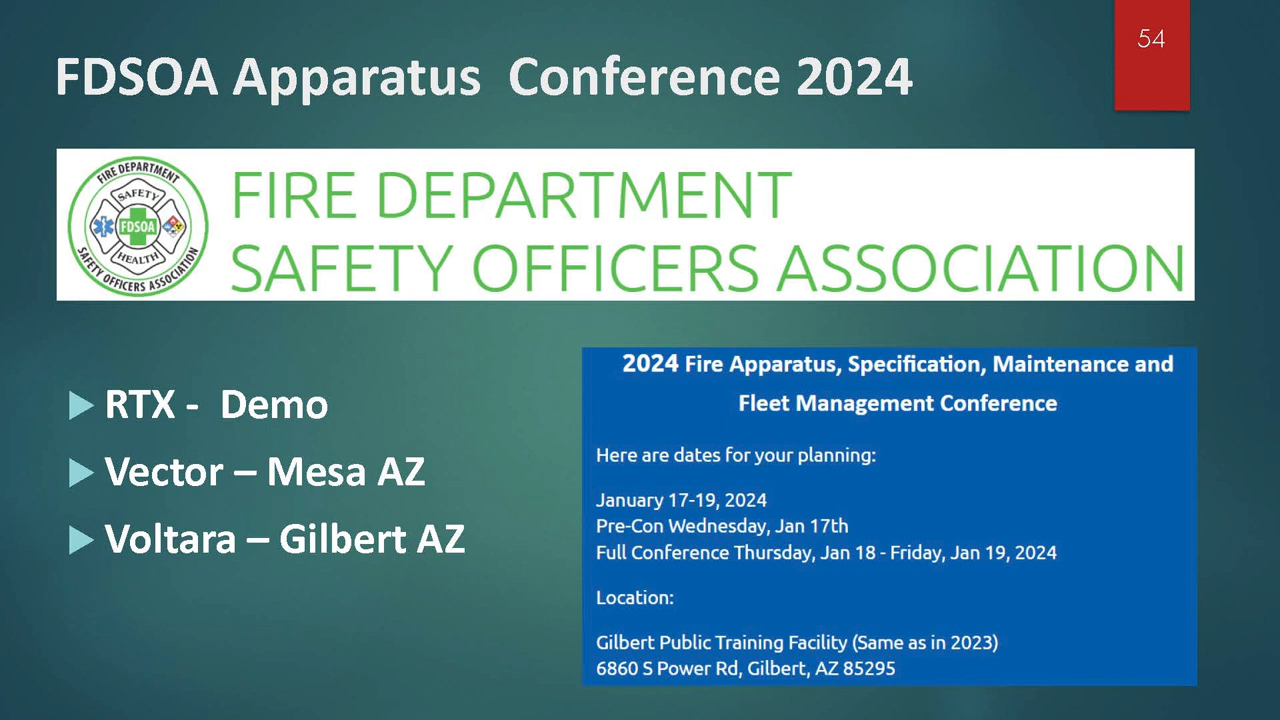 54
FDSOA Apparatus  Conference 2024
FIRE DEPARTMENT
SAFETY
FDSOA
HEALTH
SAFETY OFFICERS ASSOCIATION
FIRE DEPARTMENT
SAFETY OFFICERS ASSOCIATION
RTX -  Demo
Vector – Mesa AZ
Voltara – Gilbert AZ
2024 Fire Apparatus, Specification, Maintenance and
Fleet Management Conference
Here are dates for your planning:
January 17-19, 2024
Pre-Con Wednesday, Jan 17th
Full Conference Thursday, Jan 18 - Friday, Jan 19, 2024
Location:
Gilbert Public Training Facility (Same as in 2023)
6860 S Power Rd, Gilbert, AZ 85295